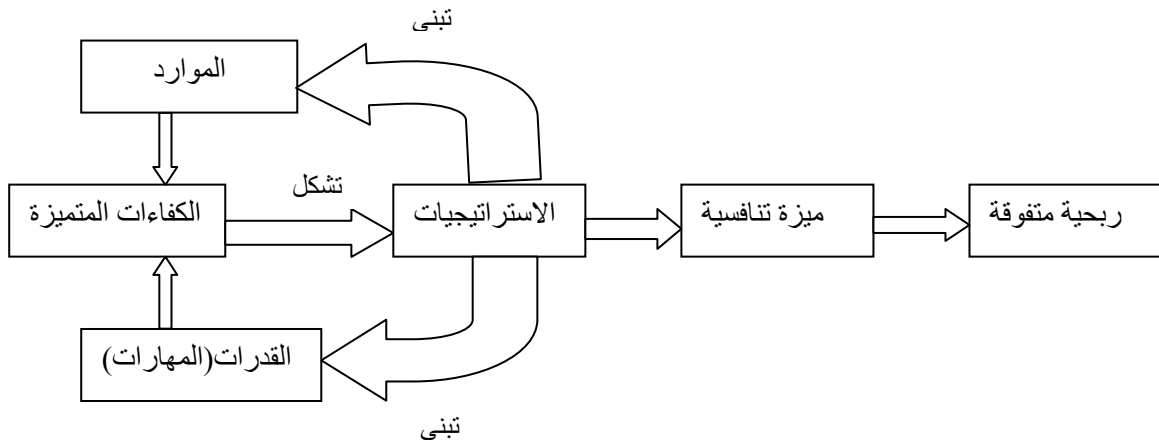 تبنى
الموارد
تشكل
الكفاءات المتميزة
الاستراتيجيات
ميزة تنافسية
ربحية متفوقة
القدرات(المهارات)
تبنى